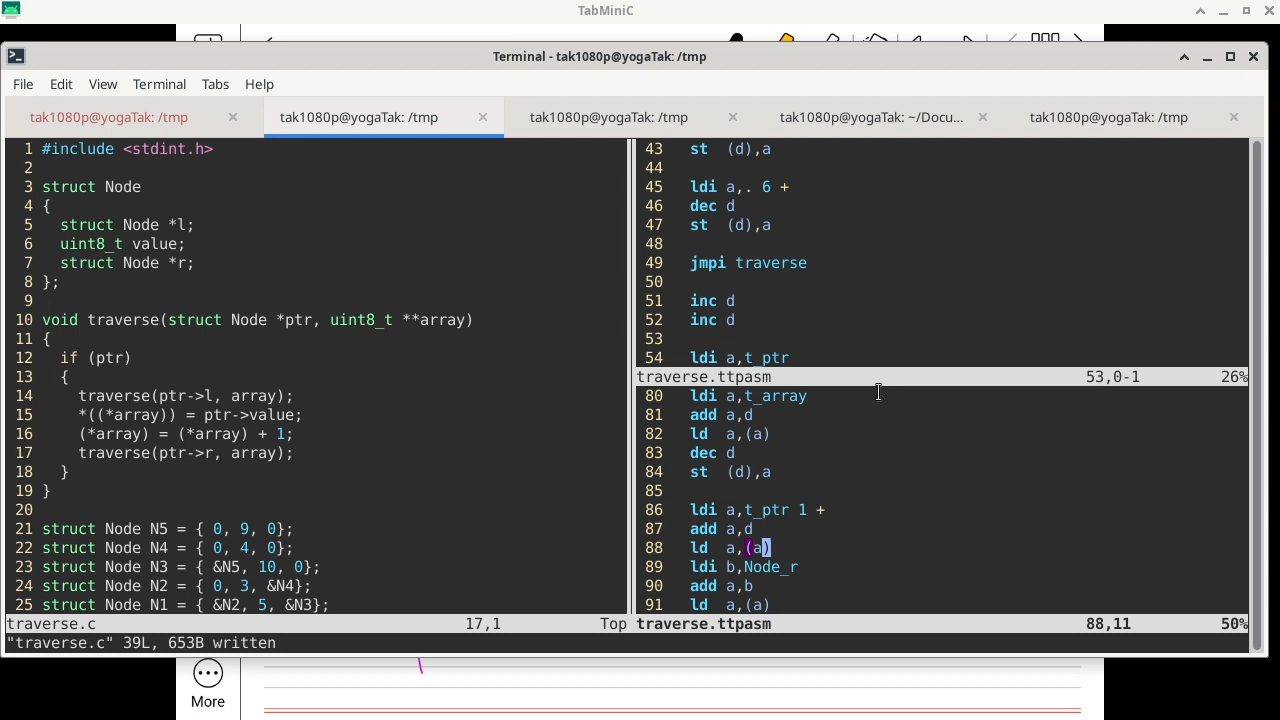 TabMiniC
Terminal - tak1080p@yogaTak: /tmp
File Edit View Terminal Tabs Help
tak1080p@yogaTak: /tmp × tak1080p@yogaTak: /tmp × tak1080p@yogaTak: /tmp × tak1080p@yogaTak: ~/Docu... × tak1080p@yogaTak: /tmp ×
1 #include <stdint.h>
2
3 struct Node
4 {
5   struct Node *l;
6   uint8_t value;
7   struct Node *r;
8 };
9
10 void traverse(struct Node *ptr, uint8_t **array)
11 {
12   if (ptr)
13   {
14     traverse(ptr->l, array);
15     *((*array)) = ptr->value;
16     (*array) = (*array) + 1;
17     traverse(ptr->r, array);
18   }
19 }
20
21 struct Node N5 = { 0, 9, 0};
22 struct Node N4 = { 0, 4, 0};
23 struct Node N3 = { &N5, 10, 0};
24 struct Node N2 = { 0, 3, &N4};
25 struct Node N1 = { &N2, 5, &N3};
traverse.c 17,1 Top
"traverse.c" 39L, 653B written
43   st  (d),a
44
45   ldi a,. 6 +
46   dec d
47   st  (d),a
48
49   jmpi traverse
50
51   inc d
52   inc d
53
54   ldi a,t_ptr
traverse.ttpasm 53,0-1 26%
80   ldi a,t_array
81   add a,d
82   ld  a,(a)
83   dec d
84   st  (d),a
85
86   ldi a,t_ptr 1 +
87   add a,d
88   ld  a,(a)
89   ldi b,Node_r
90   add a,b
91   ld  a,(a)
traverse.ttpasm 88,11 50%
More